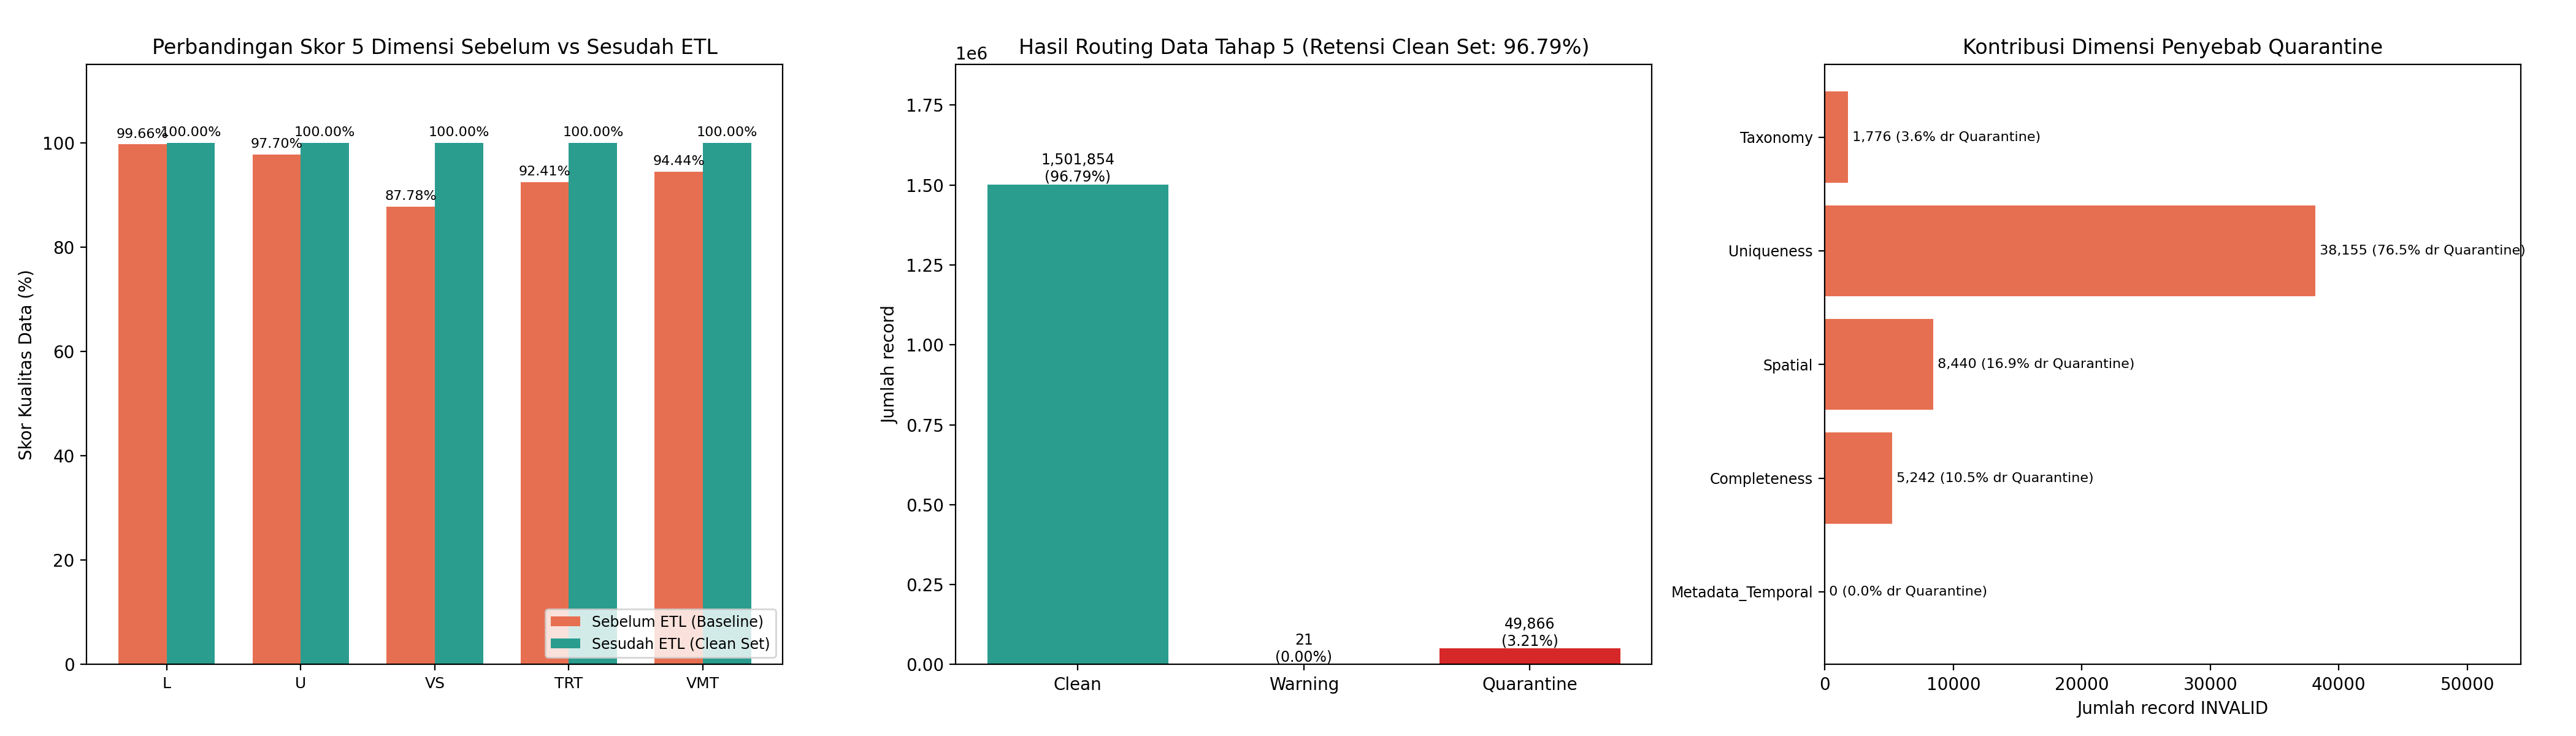 Perbandingan Skor 5 Dimensi Sebelum vs Sesudah ETL
Skor Kualitas Data (%)
100
80
60
40
20
0
99.66%
100.00%
97.70%
100.00%
87.78%
100.00%
92.41%
100.00%
94.44%
100.00%
Sebelum ETL (Baseline)
Sesudah ETL (Clean Set)
L
U
VS
TRT
VMT
Hasil Routing Data Tahap 5 (Retensi Clean Set: 96.79%)
1e6
Jumlah record
1.75
1.50
1.25
1.00
0.75
0.50
0.25
0.00
1,501,854
(96.79%)
21
(0.00%)
49,866
(3.21%)
Clean
Warning
Quarantine
Kontribusi Dimensi Penyebab Quarantine
Taxonomy
1,776 (3.6% dr Quarantine)
Uniqueness
38,155 (76.5% dr Quarantine)
Spatial
8,440 (16.9% dr Quarantine)
Completeness
5,242 (10.5% dr Quarantine)
Metadata_Temporal
0 (0.0% dr Quarantine)
0
10000
20000
30000
40000
50000
Jumlah record INVALID